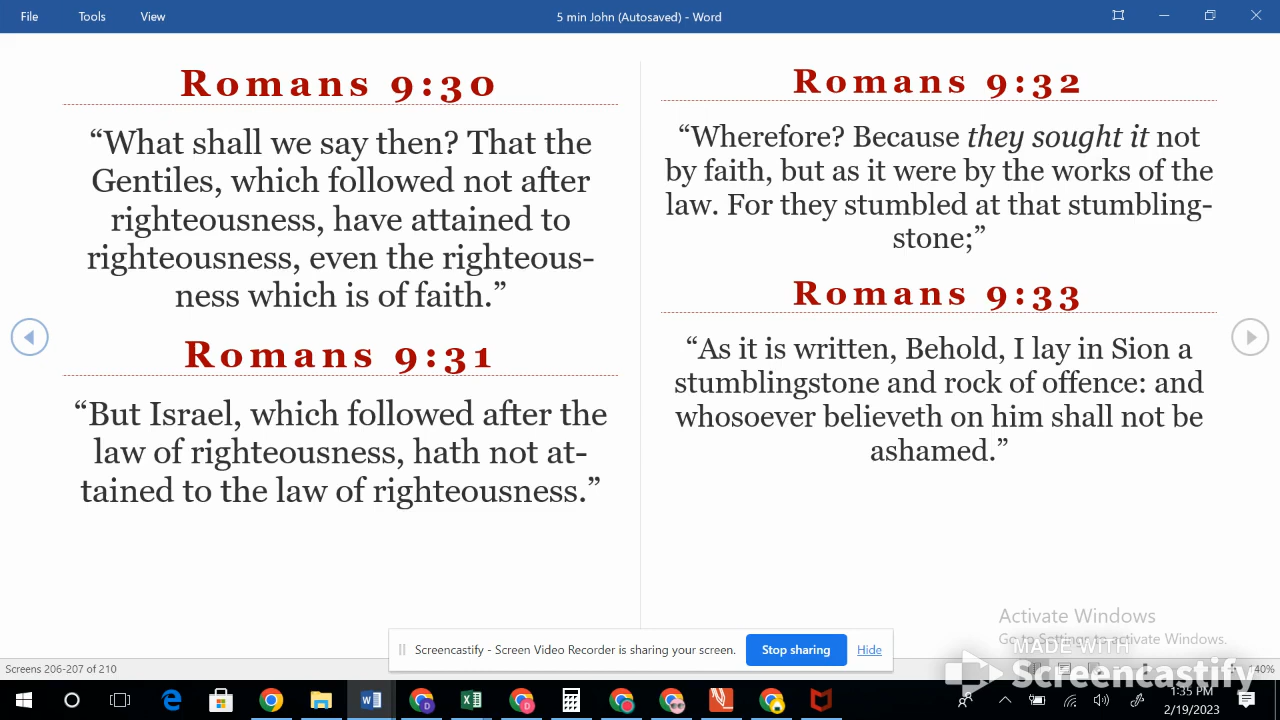 File
Tools
View
5 min John (Autosaved) - Word
Romans 9:30
“What shall we say then? That the
Gentiles, which followed not after
righteousness, have attained to
righteousness, even the righteous-
ness which is of faith.”
Romans 9:31
“But Israel, which followed after the
law of righteousness, hath not at-
tained to the law of righteousness.”
Romans 9:32
“Wherefore? Because they sought it not
by faith, but as it were by the works of the
law. For they stumbled at that stumbling-
stone;”
Romans 9:33
“As it is written, Behold, I lay in Sion a
stumblingstone and rock of offence: and
whosoever believeth on him shall not be
ashamed.”
Activate Windows
Go to Settings to activate Windows.
MADE WITH
Screencastify
Screencastify - Screen Video Recorder is sharing your screen.
Stop sharing
Hide
Screens 206-207 of 210
140%
1:35 PM
2/19/2023